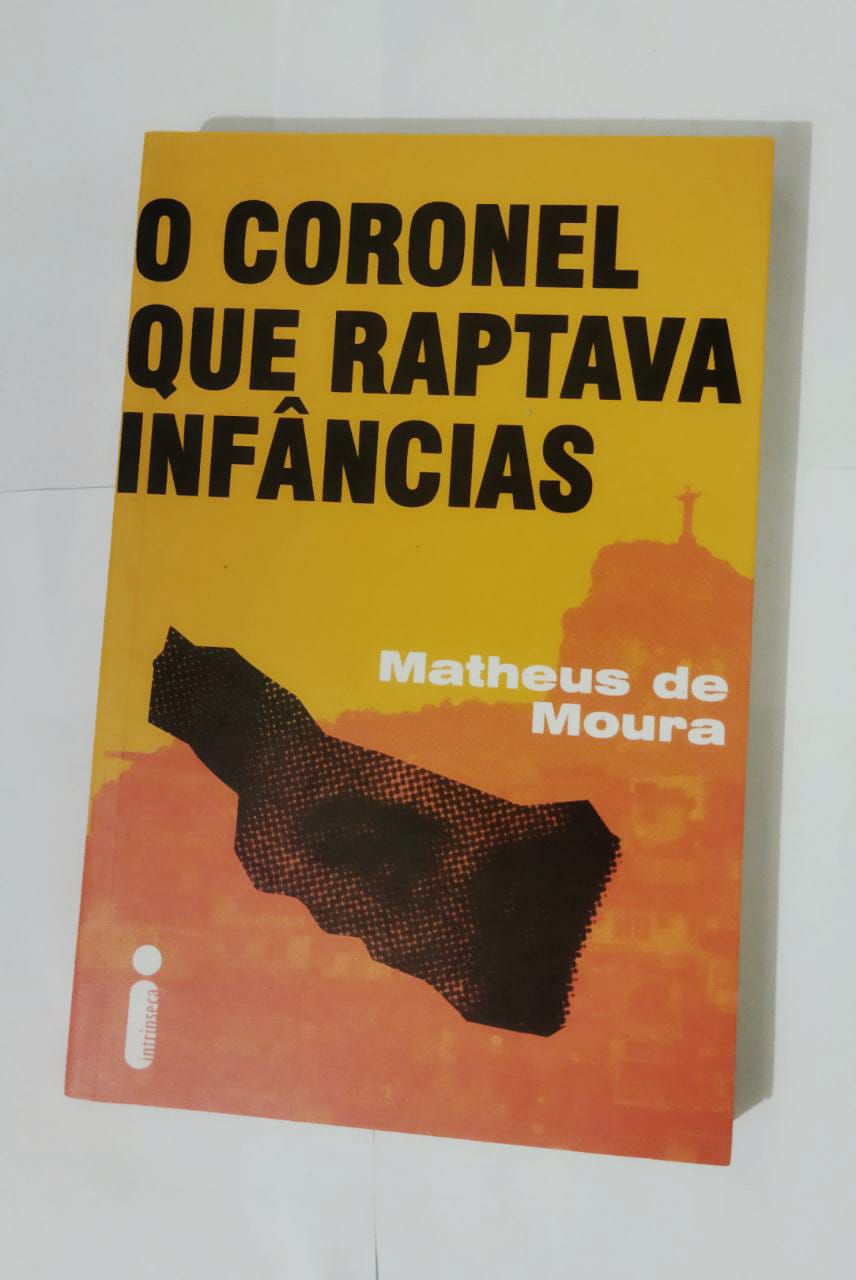 O CORONEL
QUE RAPTAVA
INFÂNCIAS
Matheus de
Moura
intrínseca